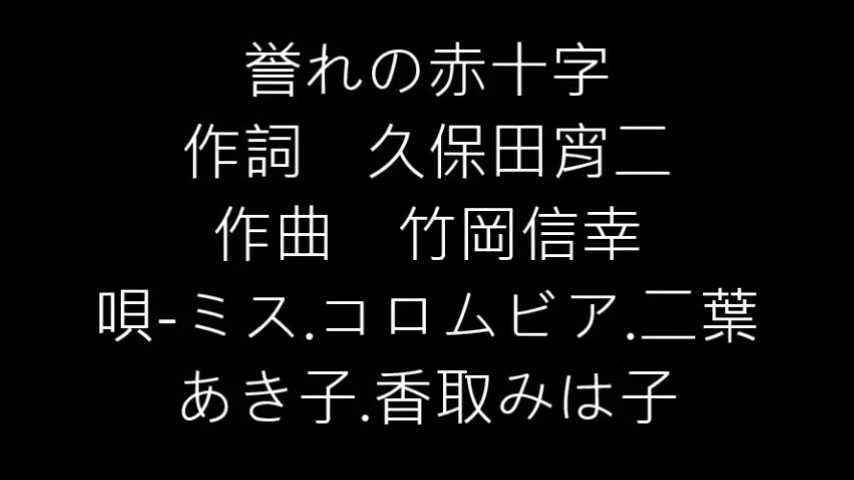 誉れの赤十字
作詞　久保田宵二
作曲　竹岡信幸
唄-ミス.コロムビア.二葉
あき子.香取みは子